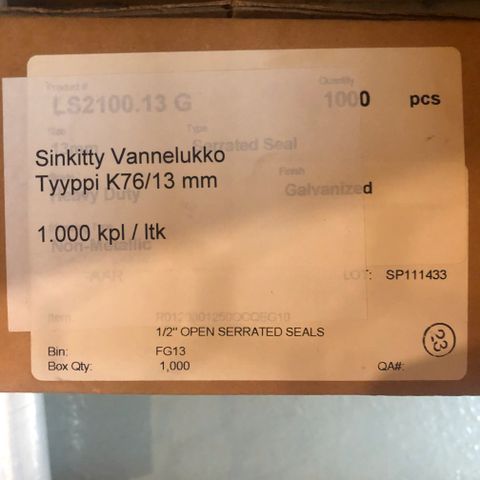 Product # Quantity
LS2100.13 G 1000 pcs
Size Type
13mm Serrated Seal
Sinkitty Vannelukko
Finish
Tyyppi K76/13 mm
Heavy Duty Galvanized
1.000 kpl / ltk
Non-Metallic
LOT: SP111433
Item:
1/2" OPEN SERRATED SEALS
Bin: FG13
Box Qty: 1,000 QA#:
23